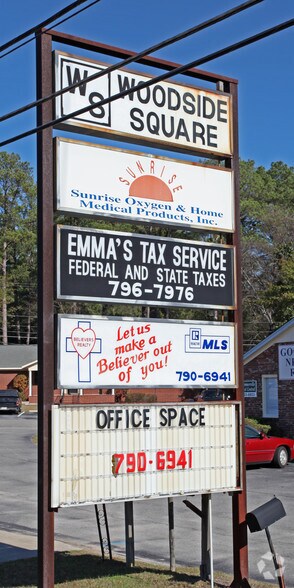 WS
WOODSIDE
SQUARE
SUNRISE
Sunrise Oxygen & Home
Medical Products, Inc.
EMMA'S TAX SERVICE
FEDERAL AND STATE TAXES
796-7976
BELIEVERS
REALTY
Let us
make a
Believer
out of you!
R MLS
790-6941
OFFICE SPACE
790-6941